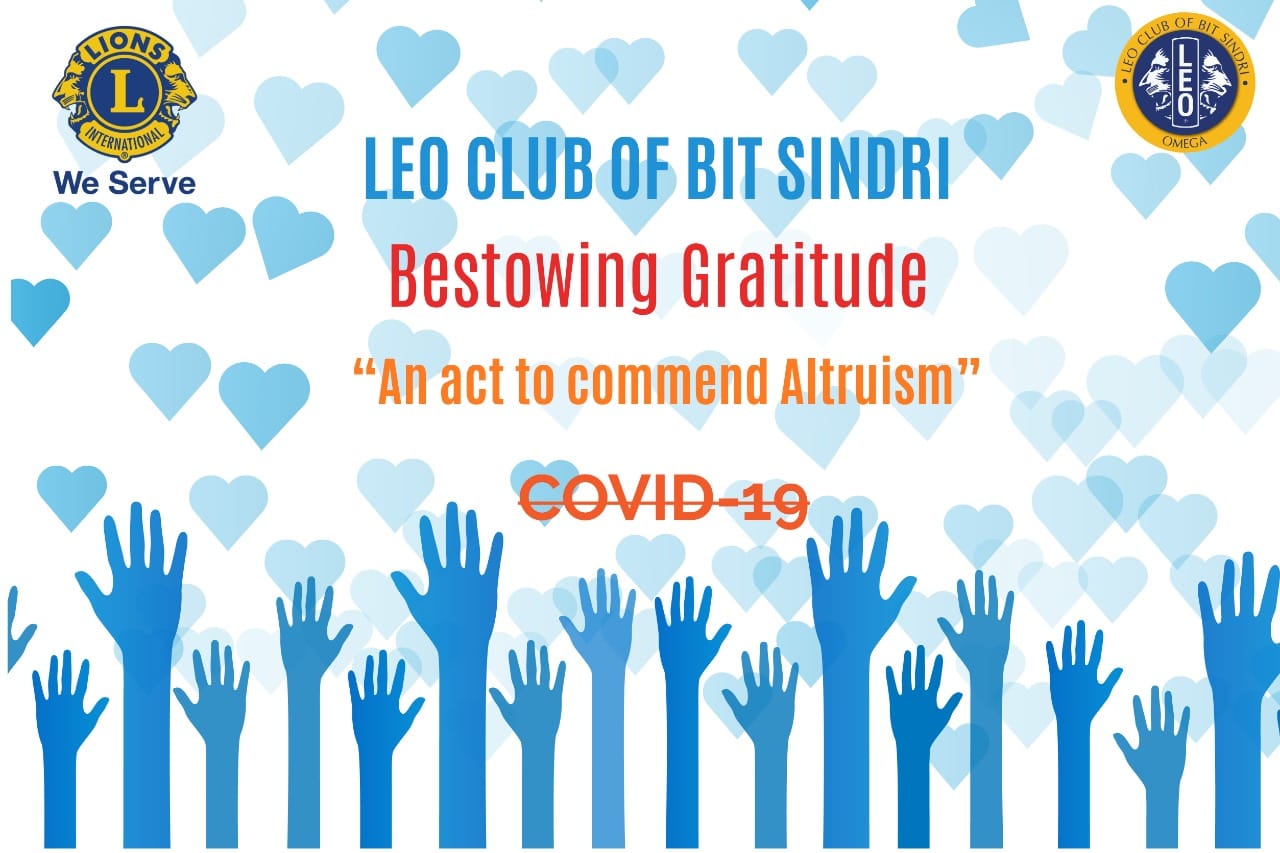 LIONS
L
INTERNATIONAL
®
We Serve
LEO CLUB OF BIT SINDRI
LEO
OMEGA
LEO CLUB OF BIT SINDRI
Bestowing Gratitude
“An act to commend Altruism”
COVID-19